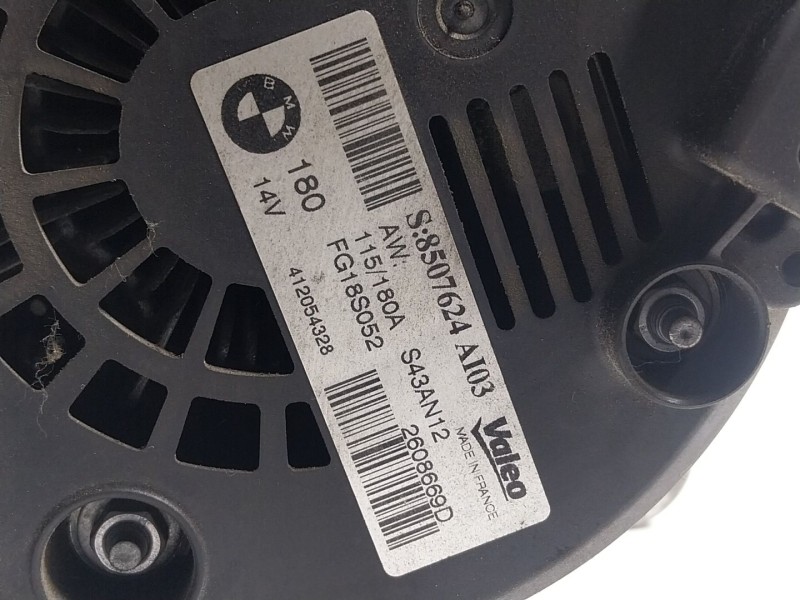 BMW
180
14V
S:8507624 AI03
AW:
115/180A S43AN12
FG18S052 2608669D
412054328
Valeo
MADE IN FRANCE